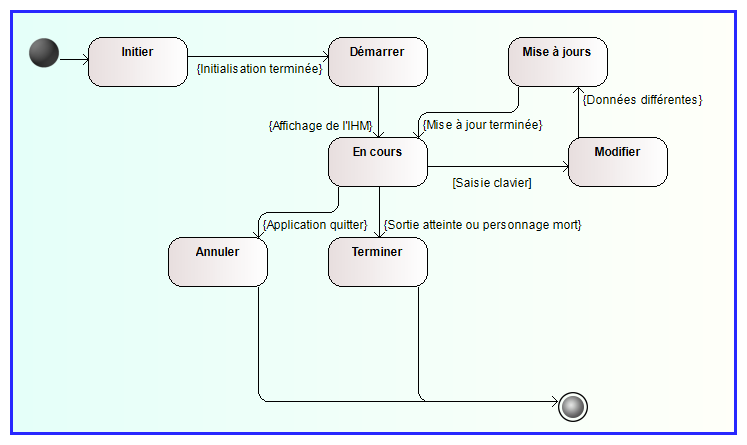 Initier
Démarrer
Mise à jours
{Initialisation terminée}
{Données différentes}
{Affichage de l'IHM}
{Mise à jour terminée}
En cours
Modifier
[Saisie clavier]
{Application quitter}
{Sortie atteinte ou personnage mort}
Annuler
Terminer